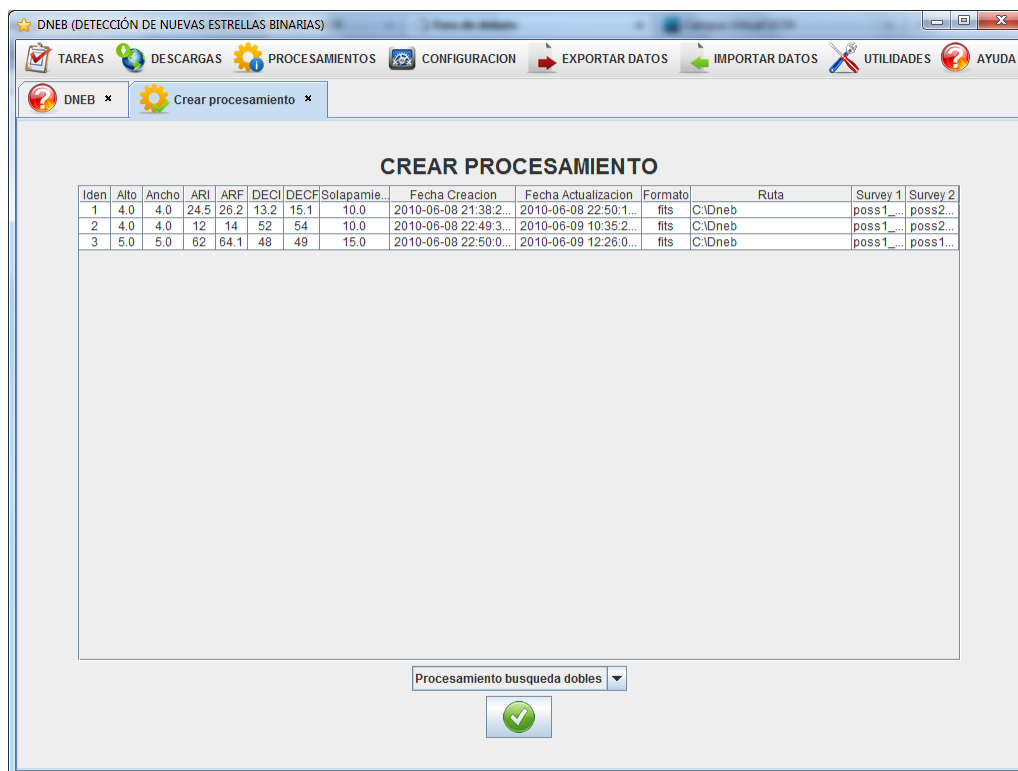 DNEB (DETECCIÓN DE NUEVAS ESTRELLAS BINARIAS)
TAREAS DESCARGAS PROCESAMIENTOS CONFIGURACION EXPORTAR DATOS IMPORTAR DATOS UTILIDADES AYUDA
DNEB Crear procesamiento
CREAR PROCESAMIENTO
Iden Alto Ancho ARI ARF DECI DECF Solapamie... Fecha Creacion Fecha Actualizacion Formato Ruta Survey 1 Survey 2
1 4.0 4.0 24.5 26.2 13.2 15.1 10.0 2010-06-08 21:38:2... 2010-06-08 22:50:1... fits C:\Dneb poss1_... poss2...
2 4.0 4.0 12 14 52 54 10.0 2010-06-08 22:49:3... 2010-06-09 10:35:2... fits C:\Dneb poss1_... poss2...
3 5.0 5.0 62 64.1 48 49 15.0 2010-06-08 22:50:0... 2010-06-09 12:26:0... fits C:\Dneb poss1_... poss1...
Procesamiento busqueda dobles